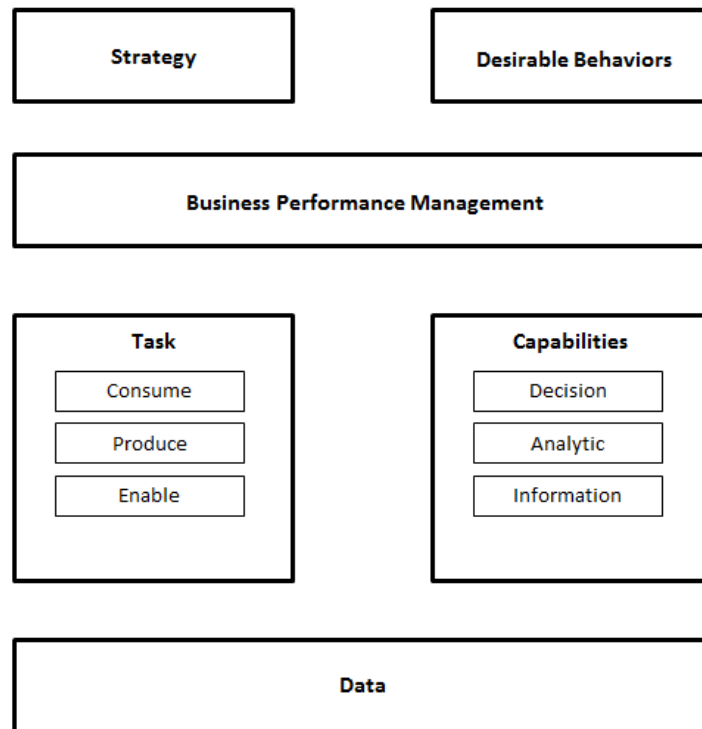 Strategy
Desirable Behaviors
Business Performance Management
Task
Consume
Produce
Enable
Capabilities
Decision
Analytic
Information
Data